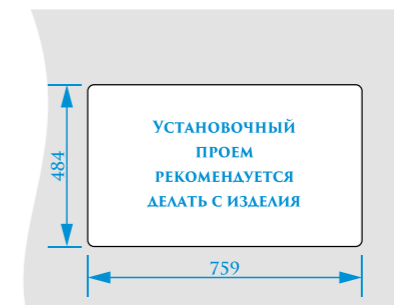 Установочный
проем
рекомендуется
делать с изделия
484
759